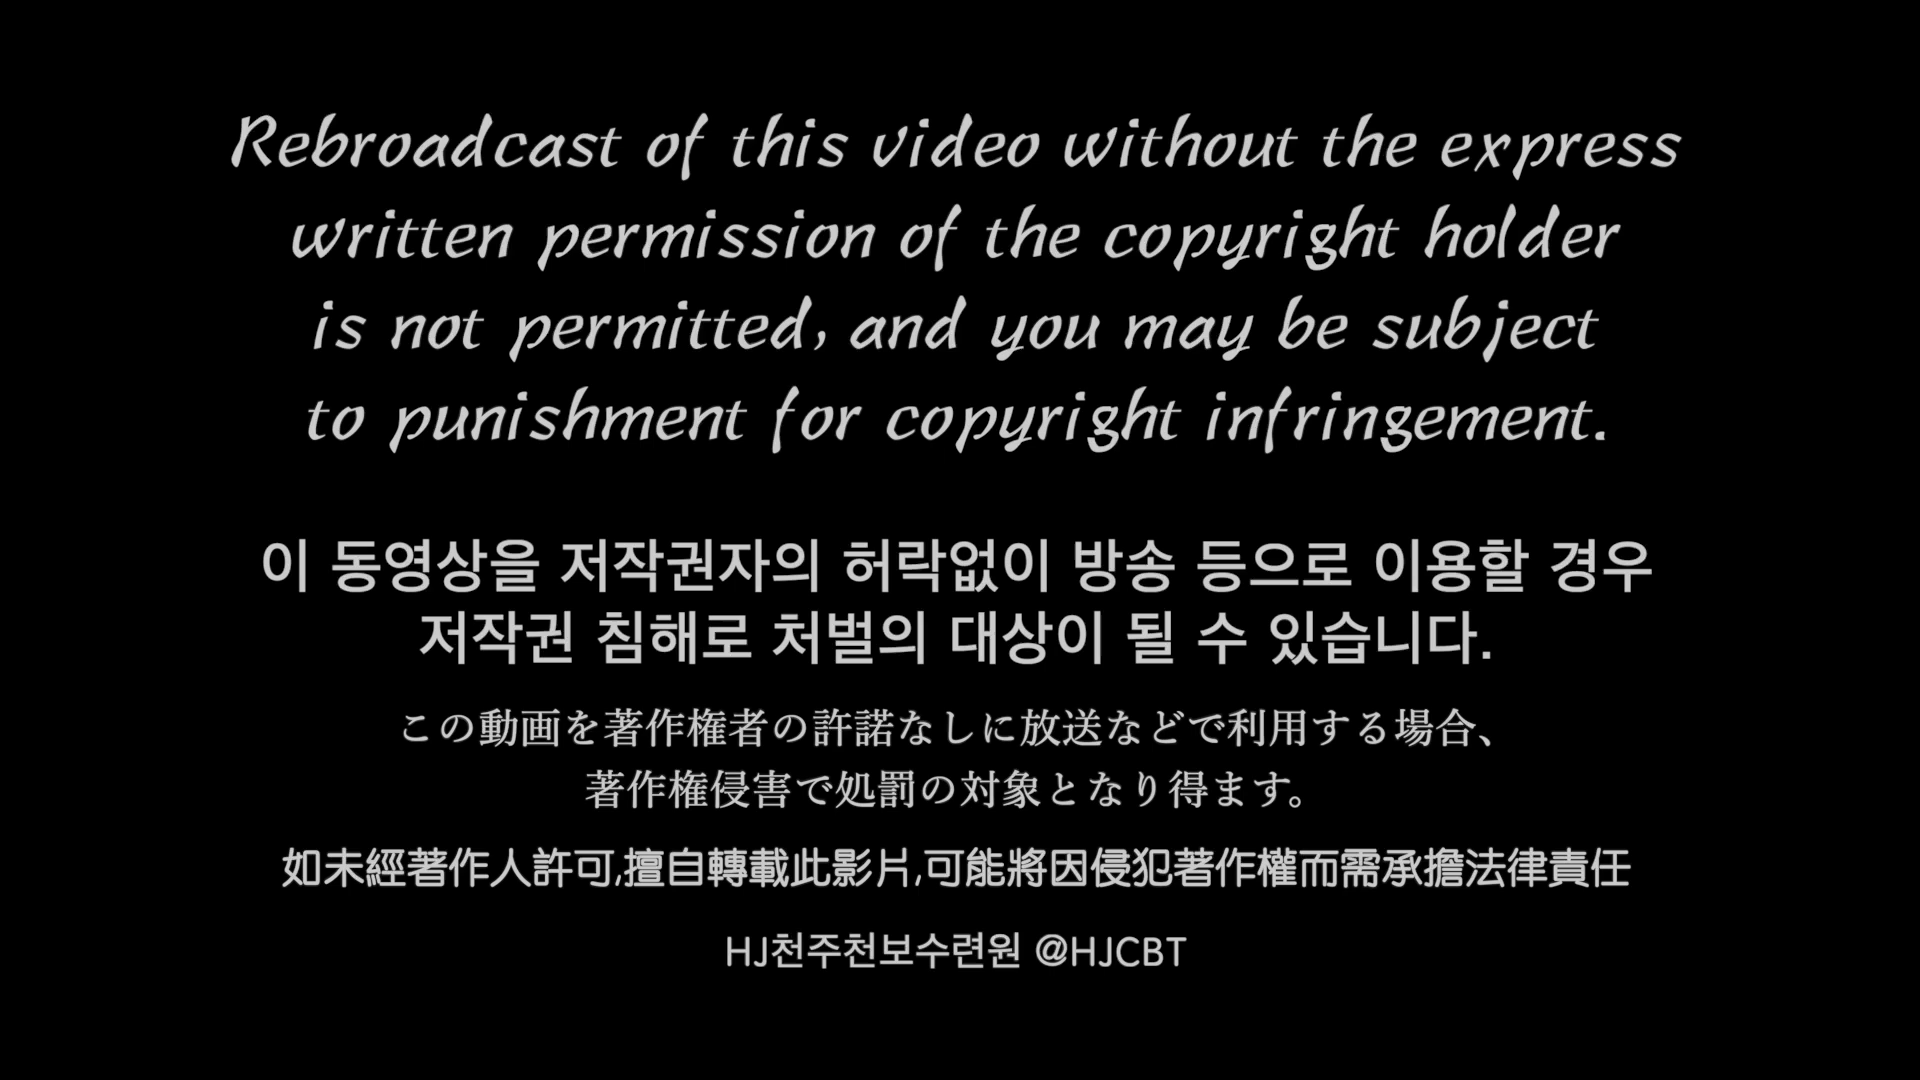 Rebroadcast of this video without the express
written permission of the copyright holder
is not permitted, and you may be subject
to punishment for copyright infringement.
이 동영상을 저작권자의 허락없이 방송 등으로 이용할 경우
저작권 침해로 처벌의 대상이 될 수 있습니다.
この動画を著作権者の許諾なしに放送などで利用する場合、
著作権侵害で処罰の対象となり得ます。
如未經著作人許可,擅自轉載此影片,可能將因侵犯著作權而需承擔法律責任
HJ천주천보수련원 @HJCBT